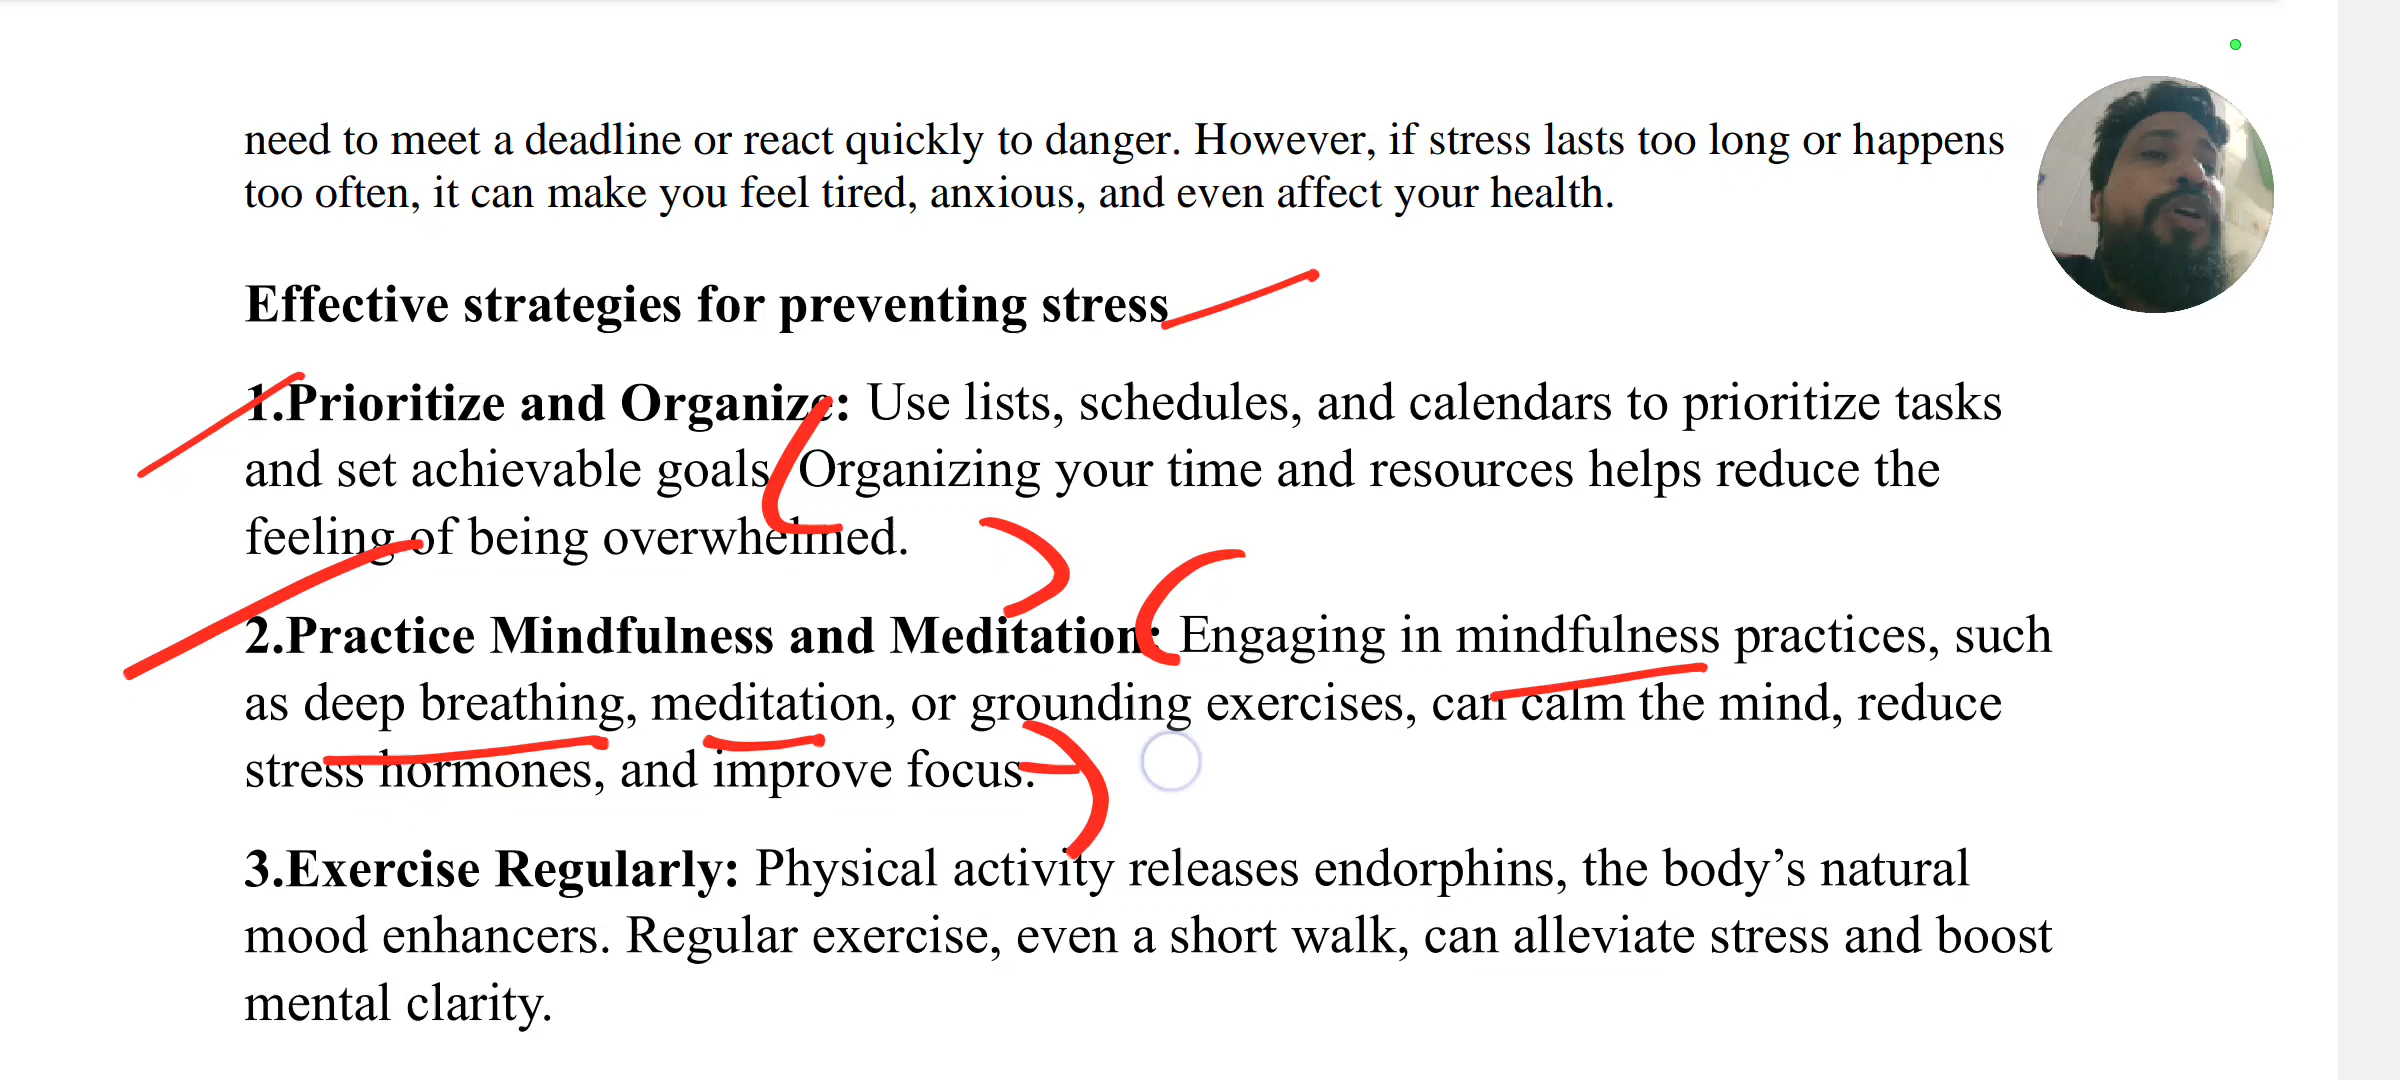 need to meet a deadline or react quickly to danger. However, if stress lasts too long or happens
too often, it can make you feel tired, anxious, and even affect your health.
Effective strategies for preventing stress
1.Prioritize and Organize: Use lists, schedules, and calendars to prioritize tasks
and set achievable goals. Organizing your time and resources helps reduce the
feeling of being overwhelmed.
2.Practice Mindfulness and Meditation: Engaging in mindfulness practices, such
as deep breathing, meditation, or grounding exercises, can calm the mind, reduce
stress hormones, and improve focus.
3.Exercise Regularly: Physical activity releases endorphins, the body’s natural
mood enhancers. Regular exercise, even a short walk, can alleviate stress and boost
mental clarity.